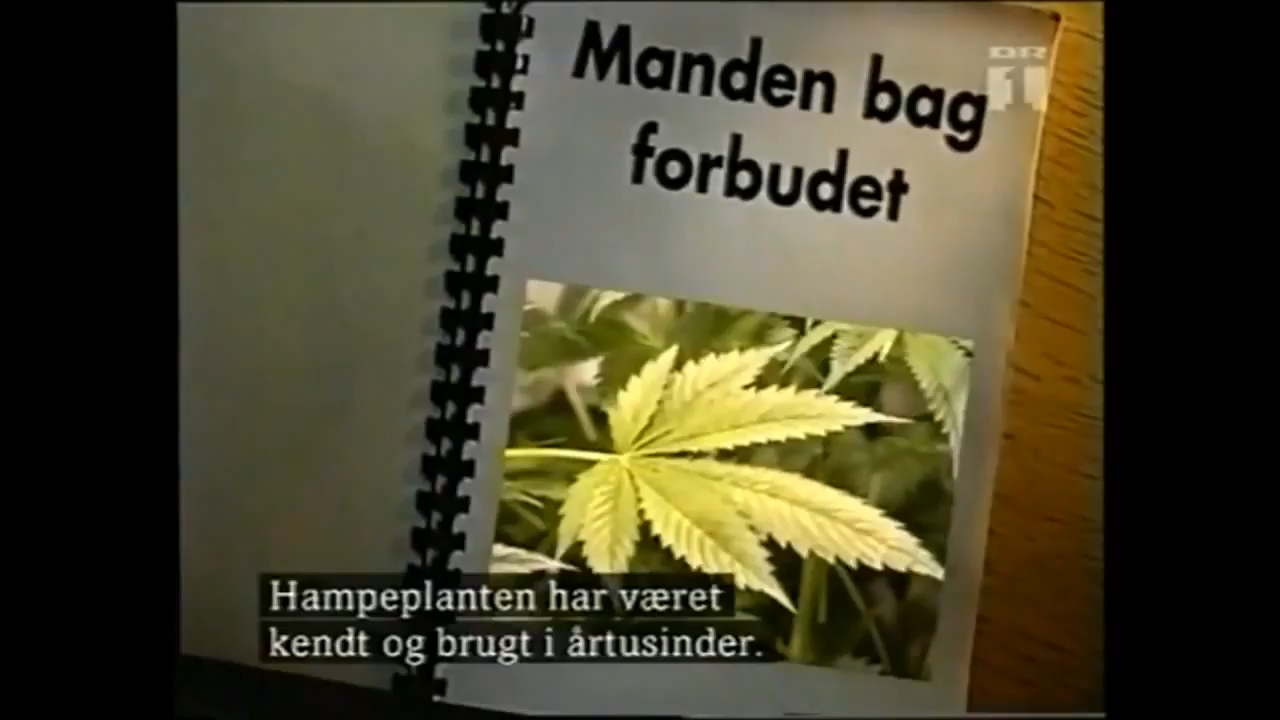 Manden bag
forbudet
DR
1
Hampeplanten har været
kendt og brugt i årtusinder.